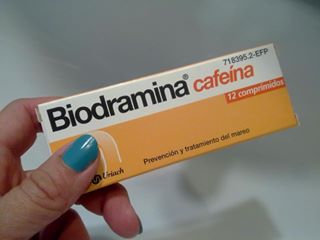 718395.2-EFP
Biodramina® cafeína
12 comprimidos
Prevención y tratamiento del mareo
Uriach